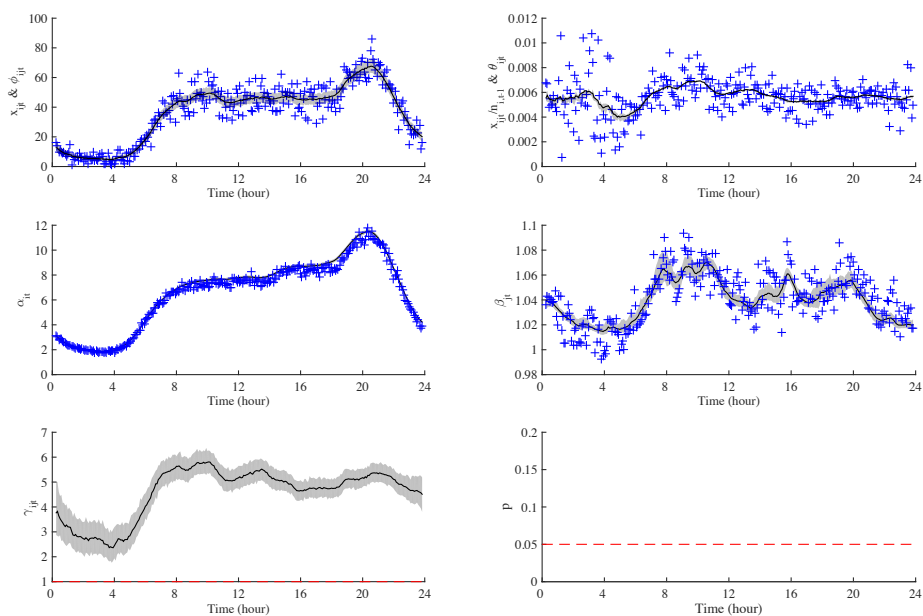 x_ijt & ϕ_ijt
100
80
60
40
20
0
0 4 8 12 16 20 24
Time (hour)
x_ijt/n_i,t-1 & θ_ijt
0.012
0.01
0.008
0.006
0.004
0.002
0
0 4 8 12 16 20 24
Time (hour)
α_it
12
10
8
6
4
2
0
0 4 8 12 16 20 24
Time (hour)
β_jt
1.1
1.08
1.06
1.04
1.02
1
0.98
0 4 8 12 16 20 24
Time (hour)
γ_ijt
7
6
5
4
3
2
1
0 4 8 12 16 20 24
Time (hour)
p
0.2
0.15
0.1
0.05
0
0 4 8 12 16 20 24
Time (hour)